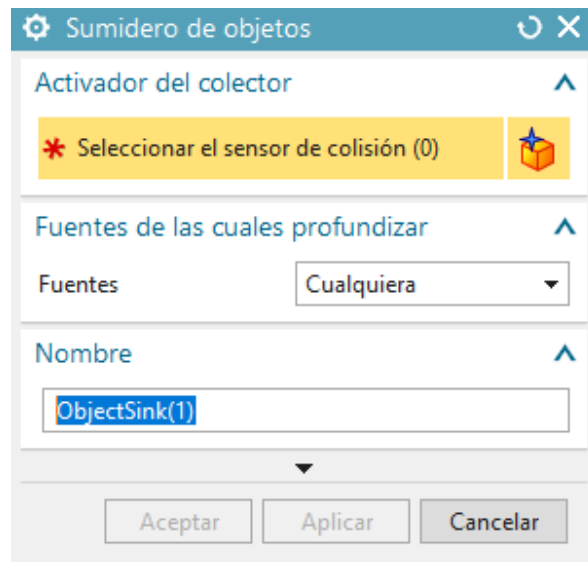 Sumidero de objetos
Activador del colector
* Seleccionar el sensor de colisión (0)
Fuentes de las cuales profundizar
Fuentes Cualquiera
Nombre
ObjectSink(1)
Aceptar Aplicar Cancelar